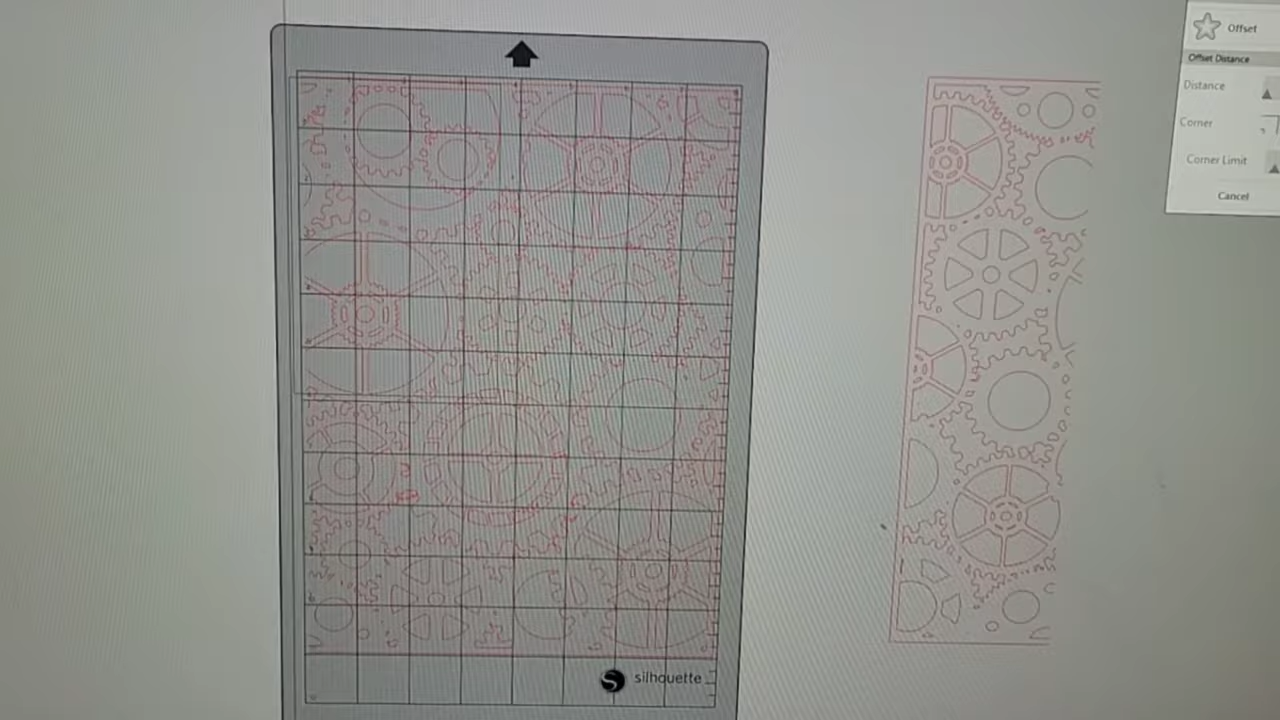 Offset
Offset Distance
Distance
Corner
Corner Limit
Cancel
silhouette